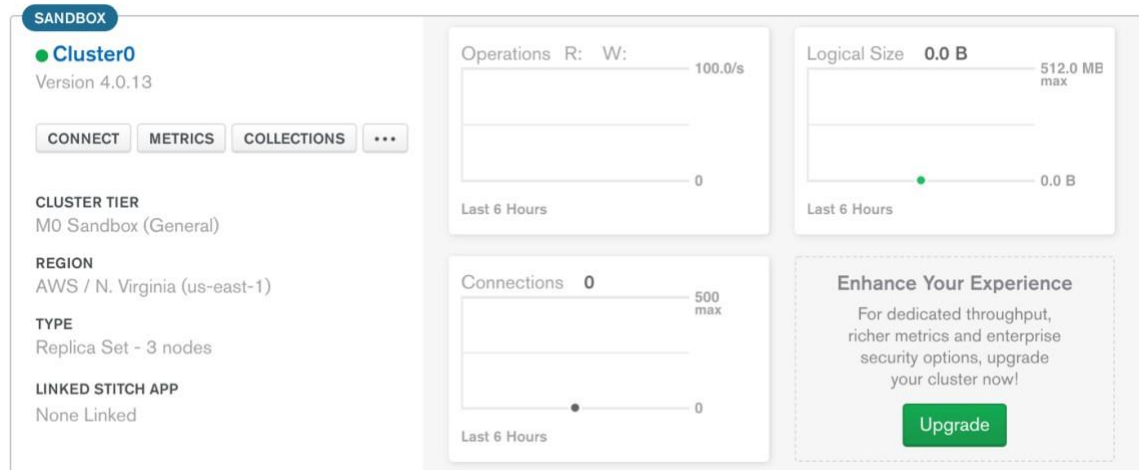 SANDBOX
Cluster0
Version 4.0.13
CONNECT
METRICS
COLLECTIONS
...
CLUSTER TIER
M0 Sandbox (General)
REGION
AWS / N. Virginia (us-east-1)
TYPE
Replica Set - 3 nodes
LINKED STITCH APP
None Linked
Operations R: W:
100.0/s
0
Last 6 Hours
Logical Size 0.0 B
512.0 MB
max
0.0 B
Last 6 Hours
Connections 0
500
max
0
Last 6 Hours
Enhance Your Experience
For dedicated throughput,
richer metrics and enterprise
security options, upgrade
your cluster now!
Upgrade